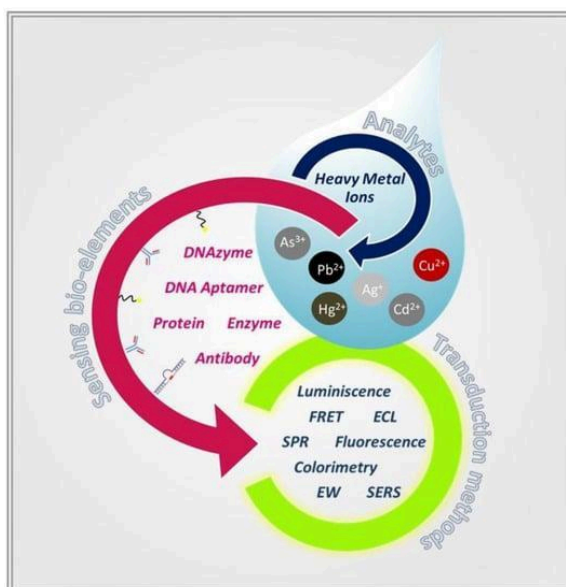 Analytes
Heavy Metal
Ions
As³⁺
Pb²⁺
Cu²⁺
Ag⁺
Hg²⁺
Cd²⁺
Sensing bio-elements
DNAzyme
DNA Aptamer
Protein Enzyme
Antibody
Transduction methods
Luminiscence
FRET ECL
SPR Fluorescence
Colorimetry
EW SERS